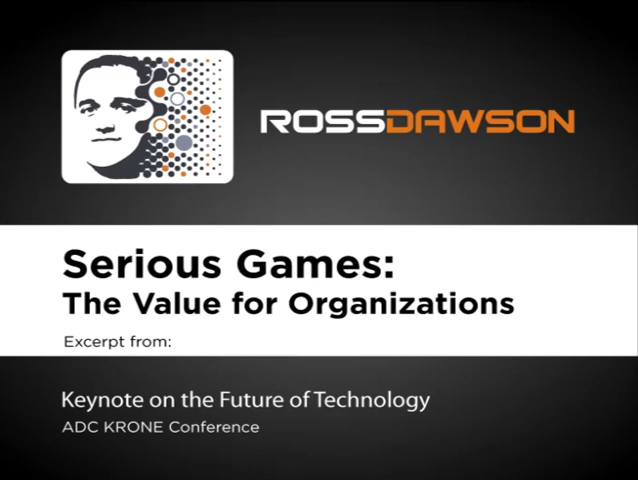 ROSSDAWSON
Serious Games:
The Value for Organizations
Excerpt from:
Keynote on the Future of Technology
ADC KRONE Conference